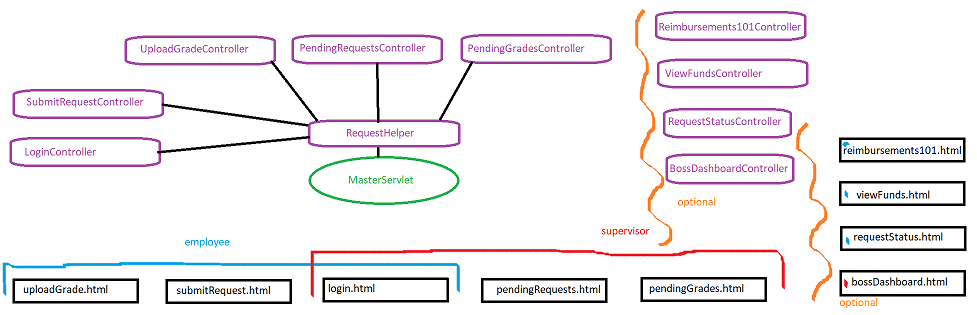 Reimbursements101Controller
UploadGradeController
PendingRequestsController
PendingGradesController
ViewFundsController
SubmitRequestController
RequestStatusController
RequestHelper
LoginController
reimbursements101.html
BossDashboardController
MasterServlet
viewFunds.html
optional
supervisor
requestStatus.html
employee
uploadGrade.html
submitRequest.html
login.html
pendingRequests.html
pendingGrades.html
bossDashboard.html
optional